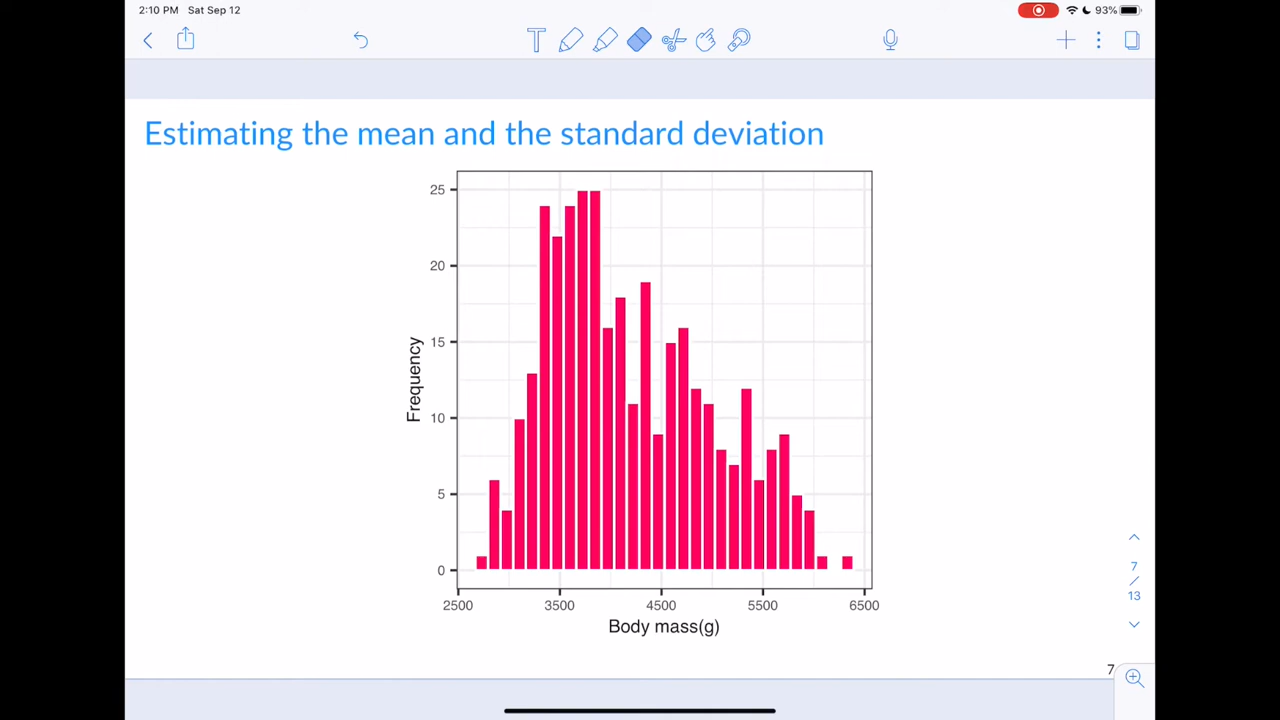 2:10 PM Sat Sep 12
93%
T
Estimating the mean and the standard deviation
25
20
15
10
5
0
Frequency
2500 3500 4500 5500 6500
Body mass(g)
7
/
13
7